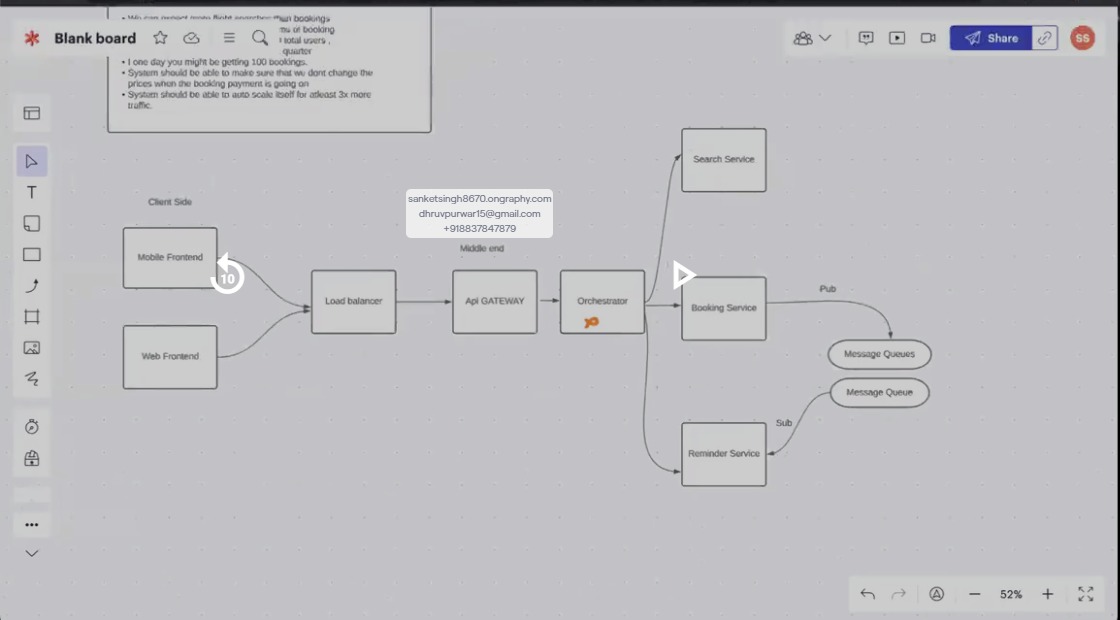 • We can expect more flight searches than bookings
Blank board
ms of booking
total users ,
quarter
Share
SS
• I one day you might be getting 100 bookings.
• System should be able to make sure that we dont change the
prices when the booking payment is going on
• System should be able to auto scale itself for atleast 3x more
traffic.
Search Service
Client Side
sanketsingh8670.ongraphy.com
dhruvpurwar15@gmail.com
+918837847879
Middle end
Mobile Frontend
10
Load balancer
Api GATEWAY
Orchestrator
Booking Service
Pub
Web Frontend
Message Queues
Message Queue
Sub
Reminder Service
T
52%